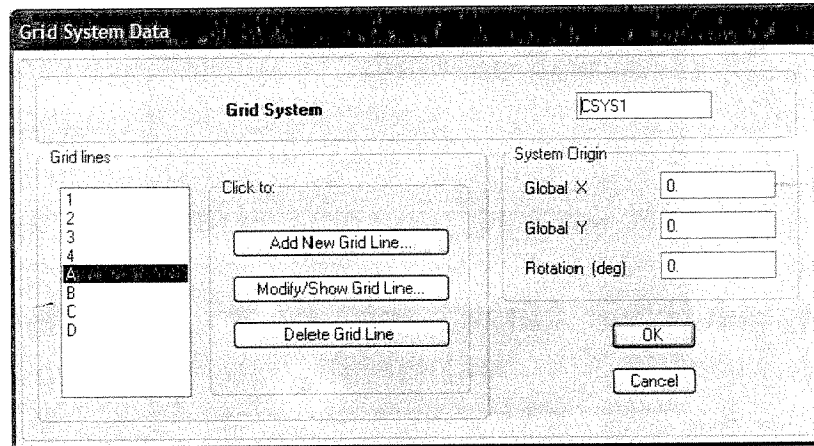 Grid System Data
Grid System
CSYS1
Grid lines
1
2
3
4
A
B
C
D
Click to:
Add New Grid Line....
Modify/Show Grid Line...
Delete Grid Line
System Origin
Global X
0.
Global Y
0.
Rotation (deg)
0.
OK
Cancel